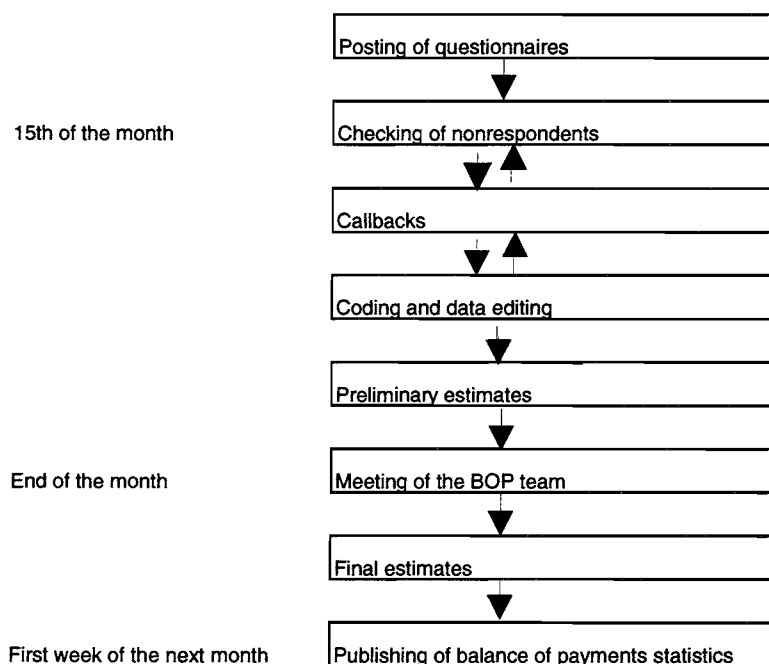 Posting of questionnaires
15th of the month
Checking of nonrespondents
Callbacks
Coding and data editing
Preliminary estimates
End of the month
Meeting of the BOP team
Final estimates
First week of the next month
Publishing of balance of payments statistics